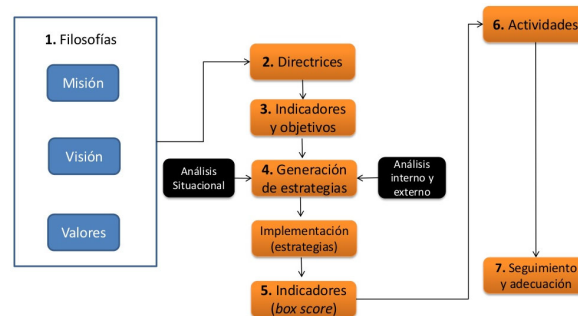 1. Filosofías
Misión
Visión
Valores
2. Directrices
3. Indicadores
y objetivos
4. Generación
de estrategias
Análisis
Situacional
Análisis
interno y
externo
Implementación
(estrategias)
5. Indicadores
(box score)
6. Actividades
7. Seguimiento
y adecuación